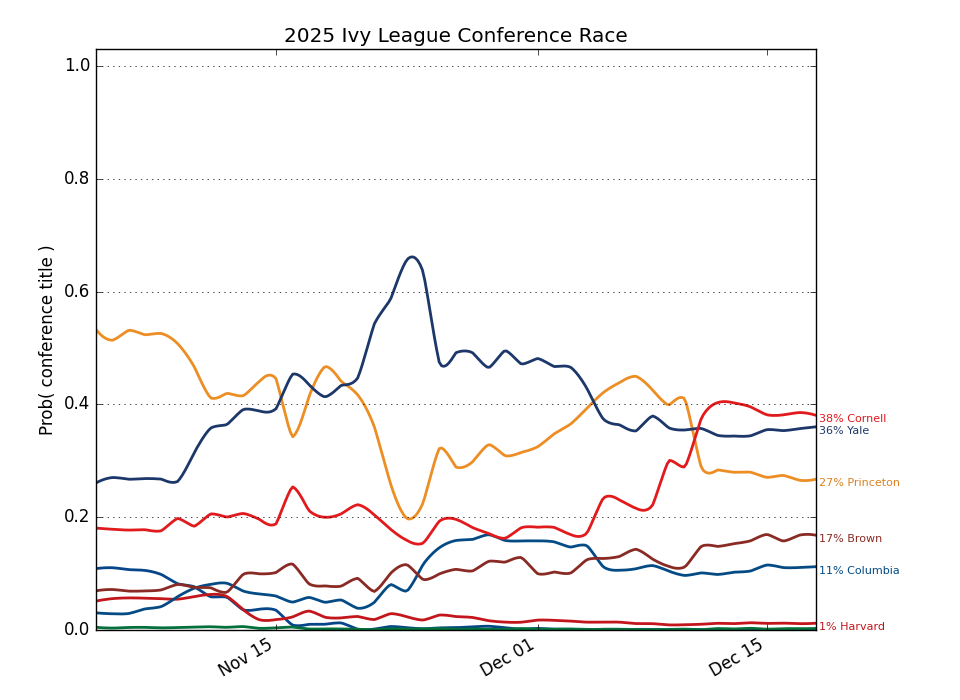 2025 Ivy League Conference Race
Prob( conference title )
1.0
0.8
0.6
0.4
0.2
0.0
Nov 15
Dec 01
Dec 15
38% Cornell
36% Yale
27% Princeton
17% Brown
11% Columbia
1% Harvard